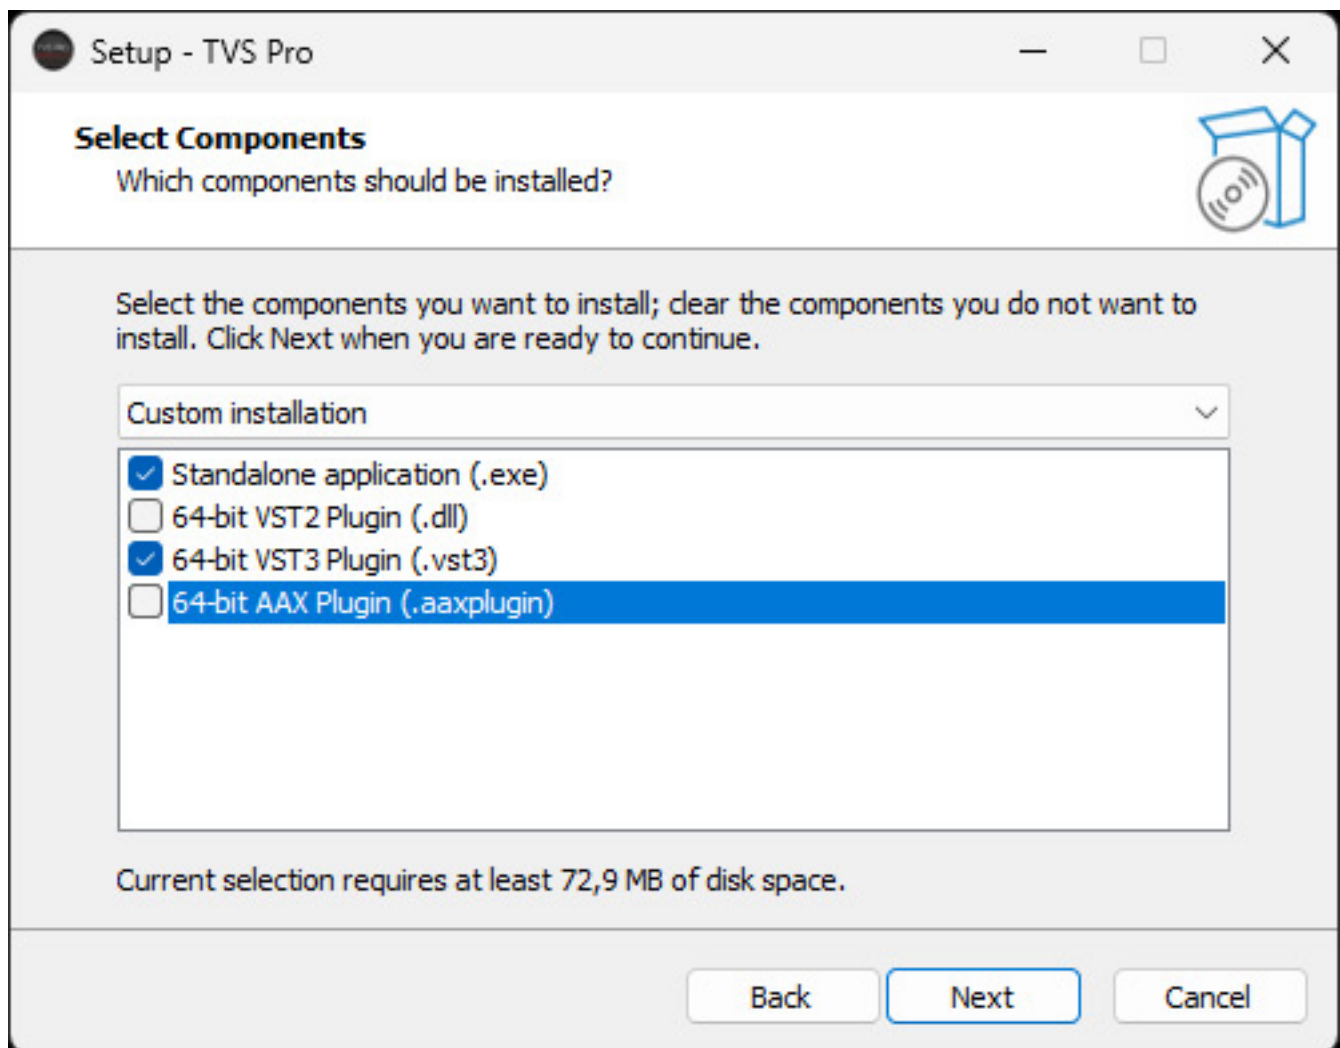 Setup - TVS Pro
Select Components
Which components should be installed?
Select the components you want to install; clear the components you do not want to
install. Click Next when you are ready to continue.
Custom installation
Standalone application (.exe)
64-bit VST2 Plugin (.dll)
64-bit VST3 Plugin (.vst3)
64-bit AAX Plugin (.aaxplugin)
Current selection requires at least 72,9 MB of disk space.
Back Next Cancel